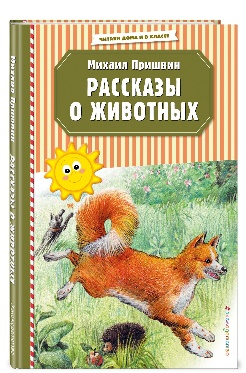 ЧИТАЕМ ДОМА И В КЛАССЕ
Михаил Пришвин
РАССКАЗЫ
О ЖИВОТНЫХ
Михаил Пришвин РАССКАЗЫ О ЖИВОТНЫХ